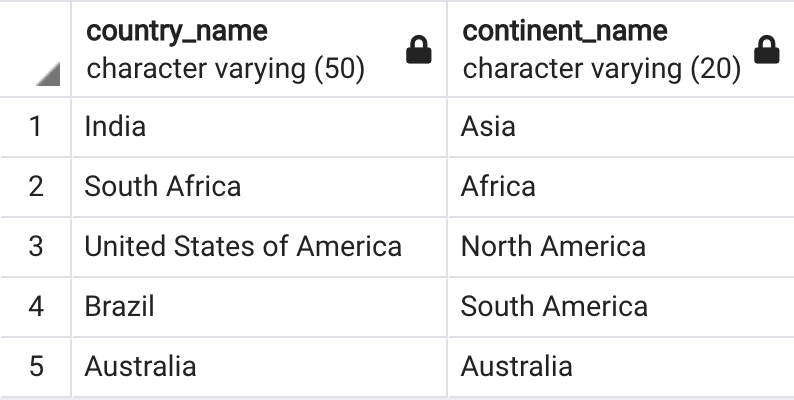 country_name continent_name
character varying (50) character varying (20)
1 India Asia
2 South Africa Africa
3 United States of America North America
4 Brazil South America
5 Australia Australia